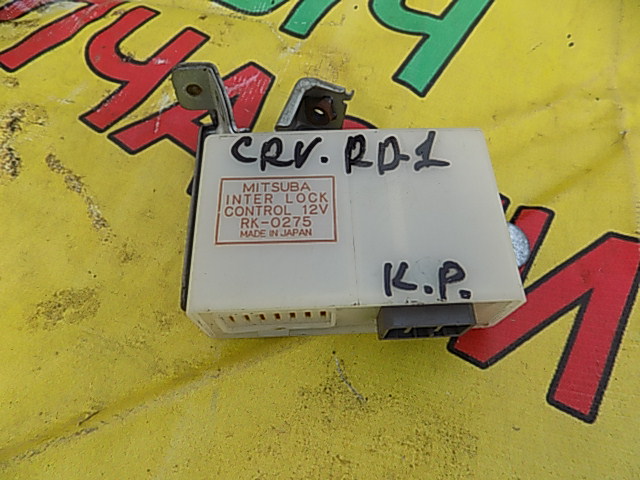 CRV. RD-1
MITSUBA
INTER LOCK
CONTROL 12V
RK-0275
MADE IN JAPAN
K.P.